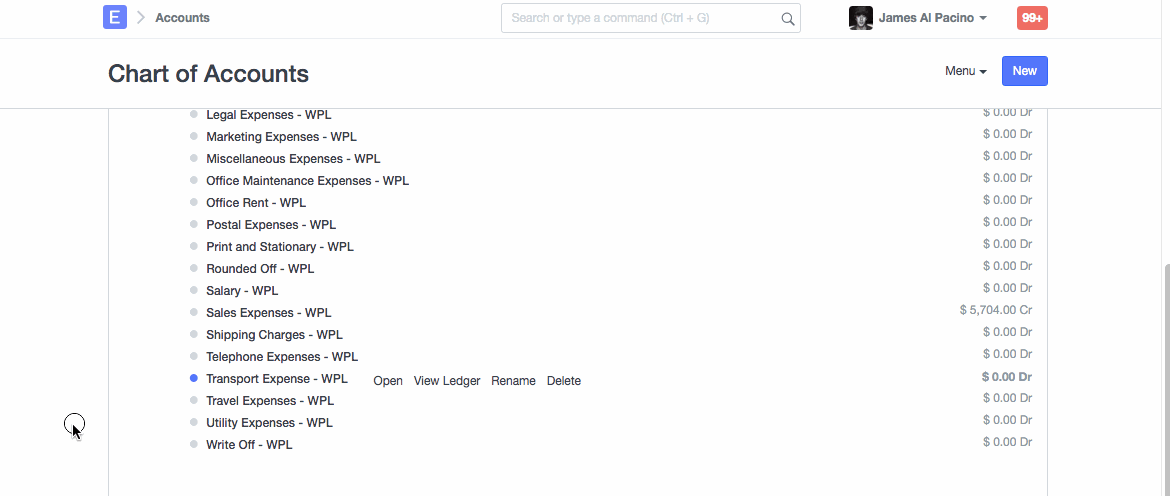 E Accounts Search or type a command (Ctrl + G) James Al Pacino 99+
Chart of Accounts Menu New
Legal Expenses - WPL $ 0.00 Dr
Marketing Expenses - WPL $ 0.00 Dr
Miscellaneous Expenses - WPL $ 0.00 Dr
Office Maintenance Expenses - WPL $ 0.00 Dr
Office Rent - WPL $ 0.00 Dr
Postal Expenses - WPL $ 0.00 Dr
Print and Stationary - WPL $ 0.00 Dr
Rounded Off - WPL $ 0.00 Dr
Salary - WPL $ 0.00 Dr
Sales Expenses - WPL $ 5,704.00 Cr
Shipping Charges - WPL $ 0.00 Dr
Telephone Expenses - WPL $ 0.00 Dr
Transport Expense - WPL Open View Ledger Rename Delete $ 0.00 Dr
Travel Expenses - WPL $ 0.00 Dr
Utility Expenses - WPL $ 0.00 Dr
Write Off - WPL $ 0.00 Dr